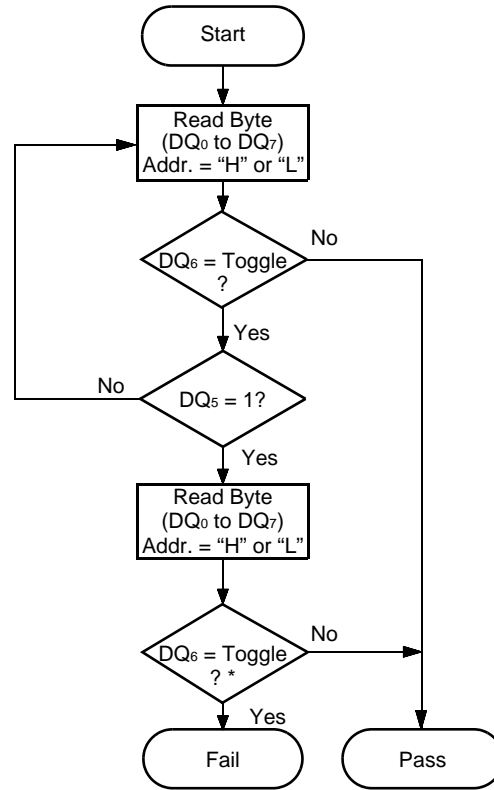 Start
Read Byte
(DQ0 to DQ7)
Addr. = “H” or “L”
No
DQ6 = Toggle
?
Yes
No
DQ5 = 1?
Yes
Read Byte
(DQ0 to DQ7)
Addr. = “H” or “L”
No
DQ6 = Toggle
? *
Yes
Fail
Pass